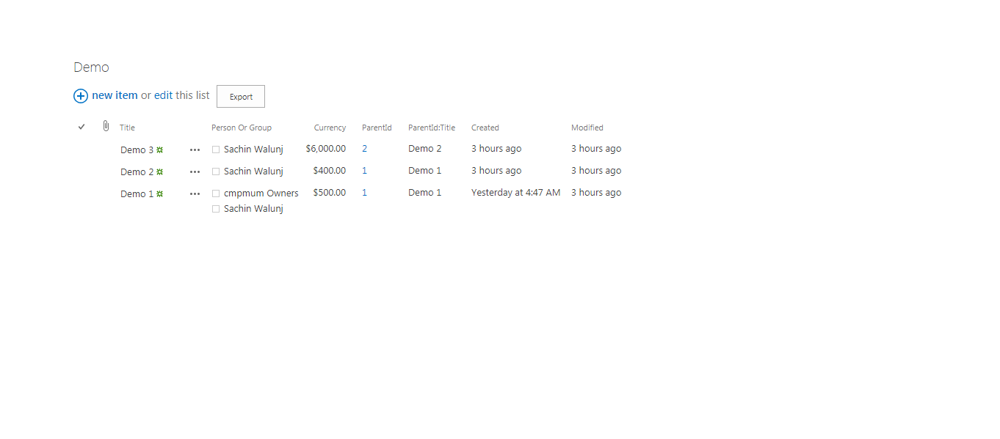 Demo
new item or edit this list Export
Title Person Or Group Currency ParentId ParentId:Title Created Modified
Demo 3 ... Sachin Walunj $6,000.00 2 Demo 2 3 hours ago 3 hours ago
Demo 2 ... Sachin Walunj $400.00 1 Demo 1 3 hours ago 3 hours ago
Demo 1 ... cmpmum Owners $500.00 1 Demo 1 Yesterday at 4:47 AM 3 hours ago
Sachin Walunj